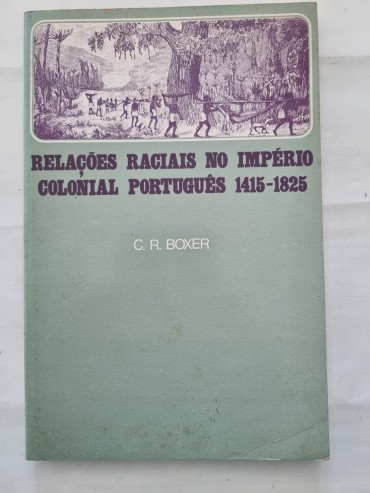 RELAÇÕES RACIAIS NO IMPÉRIO
COLONIAL PORTUGUÊS 1415-1825
C. R. BOXER